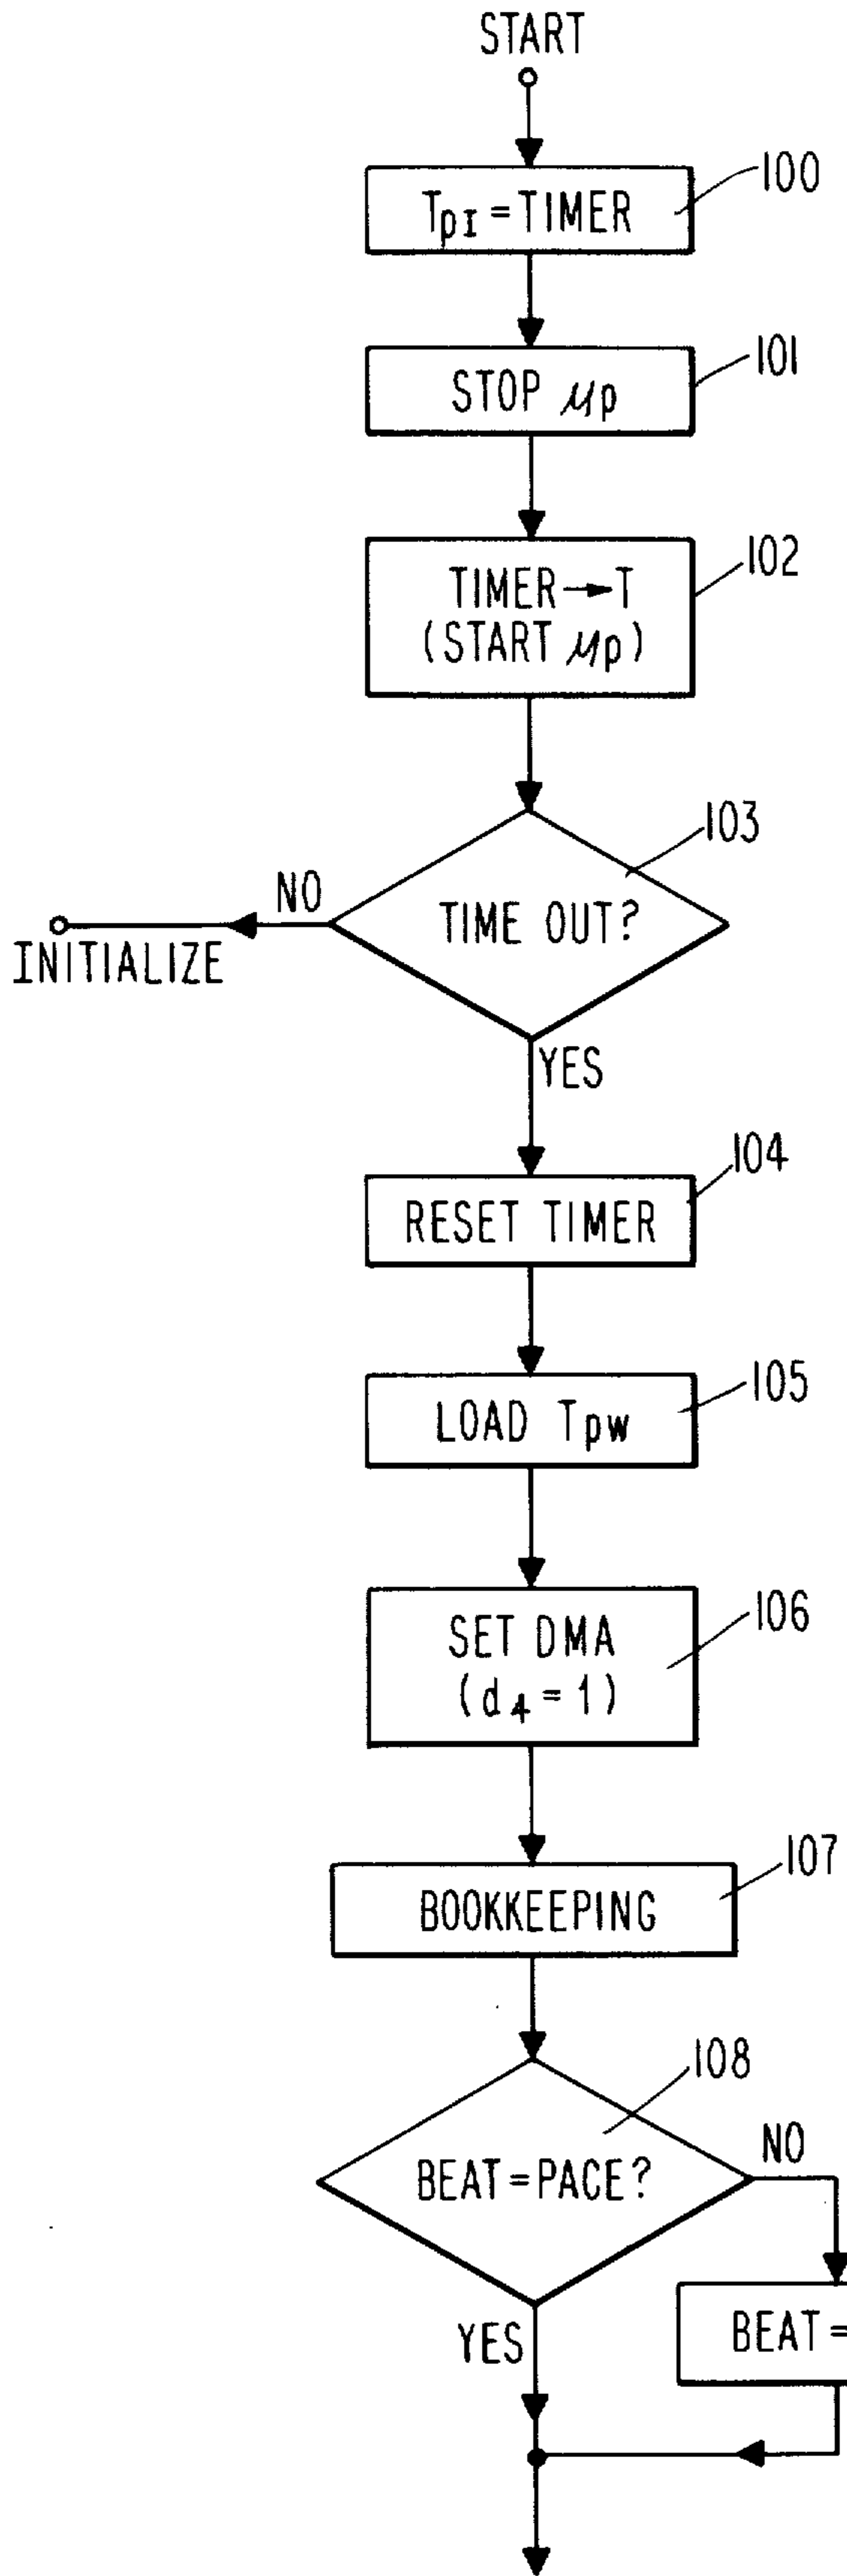 START
100
TpI = TIMER
101
STOP μp
102
TIMER → T
(START μp)
103
TIME OUT?
NO
INITIALIZE
YES
104
RESET TIMER
105
LOAD Tpw
106
SET DMA
(d4 = 1)
107
BOOKKEEPING
108
BEAT = PACE?
NO
YES
BEAT =